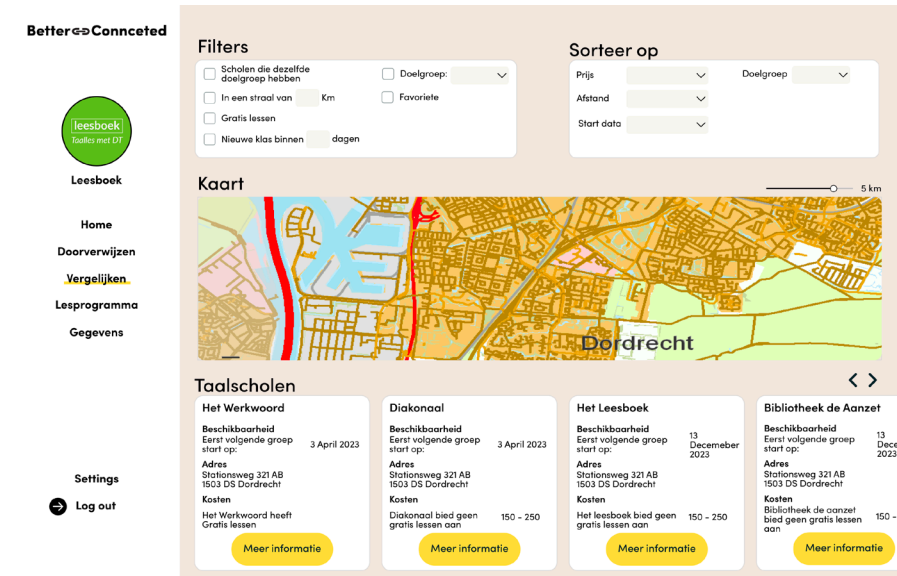 Better Connceted
leesboek
Taalles met DT
Leesboek
Home
Doorverwijzen
Vergelijken
Lesprogramma
Gegevens
Settings
Log out
Filters
Scholen die dezelfde
doelgroep hebben
In een straal van Km
Gratis lessen
Nieuwe klas binnen dagen
Doelgroep:
Favoriete
Sorteer op
Prijs
Afstand
Start data
Doelgroep
Kaart
5 km
Dordrecht
Taalscholen
Het Werkwoord
Beschikbaarheid
Eerst volgende groep
start op:
3 April 2023
Adres
Stationsweg 321 AB
1503 DS Dordrecht
Kosten
Het Werkwoord heeft
Gratis lessen
Meer informatie
Diakonaal
Beschikbaarheid
Eerst volgende groep
start op:
3 April 2023
Adres
Stationsweg 321 AB
1503 DS Dordrecht
Kosten
Diakonaal bied geen
gratis lessen aan
150 - 250
Meer informatie
Het Leesboek
Beschikbaarheid
Eerst volgende groep
start op:
13
Decemeber
2023
Adres
Stationsweg 321 AB
1503 DS Dordrecht
Kosten
Het leesboek bied geen
gratis lessen aan
150 - 250
Meer informatie
Bibliotheek de Aanzet
Beschikbaarheid
Eerst volgende groep
start op:
13
Dece
2023
Adres
Stationsweg 321 AB
1503 DS Dordrecht
Kosten
Bibliotheek de aanzet
bied geen gratis lessen
aan
150 -
Meer informatie